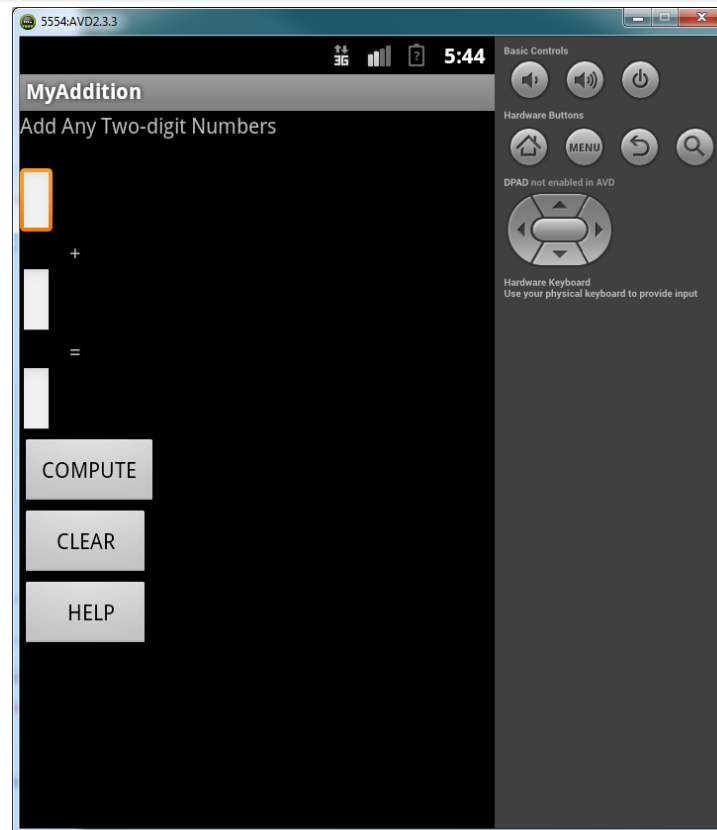 5554:AVD2.3.3
3G ? 5:44
MyAddition
Add Any Two-digit Numbers
+
=
COMPUTE
CLEAR
HELP
Basic Controls
Hardware Buttons
MENU
DPAD not enabled in AVD
Hardware Keyboard
Use your physical keyboard to provide input